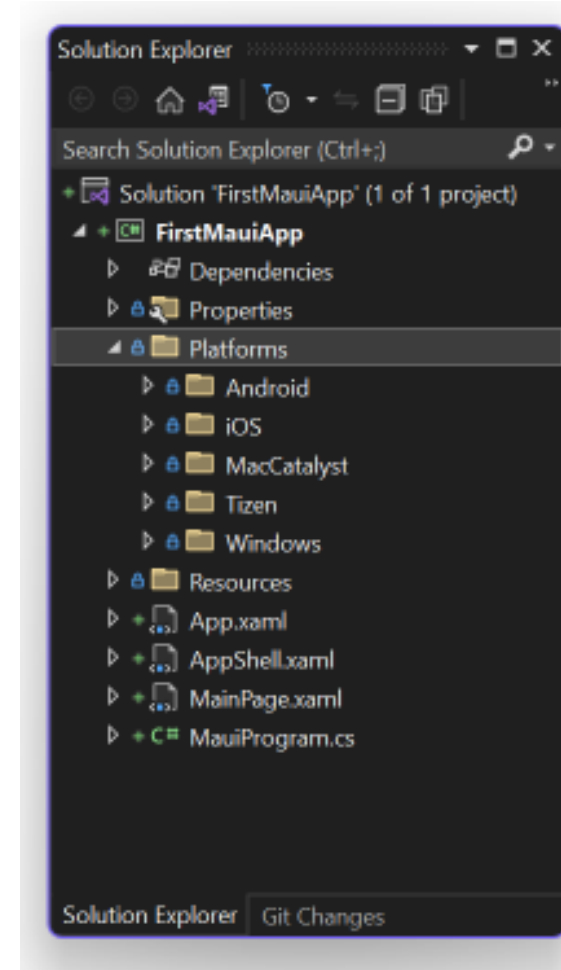 Solution Explorer
Search Solution Explorer (Ctrl+;)
Solution 'FirstMauiApp' (1 of 1 project)
C# FirstMauiApp
Dependencies
Properties
Platforms
Android
iOS
MacCatalyst
Tizen
Windows
Resources
App.xaml
AppShell.xaml
MainPage.xaml
C# MauiProgram.cs
Solution Explorer Git Changes